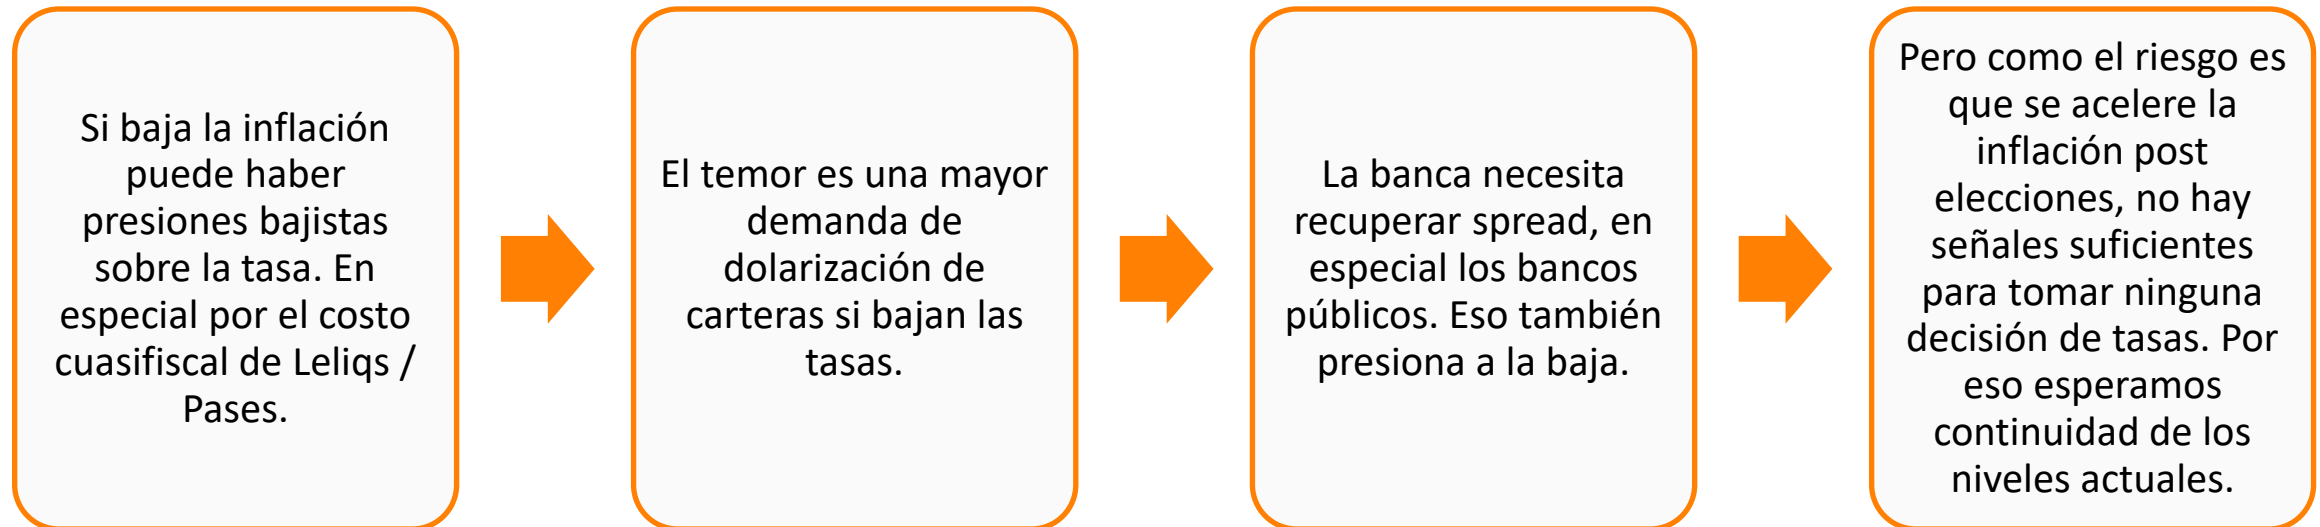 Si baja la inflación
puede haber
presiones bajistas
sobre la tasa. En
especial por el costo
cuasifiscal de Leliqs /
Pases.
El temor es una mayor
demanda de
dolarización de
carteras si bajan las
tasas.
La banca necesita
recuperar spread, en
especial los bancos
públicos. Eso también
presiona a la baja.
Pero como el riesgo es
que se acelere la
inflación post
elecciones, no hay
señales suficientes
para tomar ninguna
decisión de tasas. Por
eso esperamos
continuidad de los
niveles actuales.